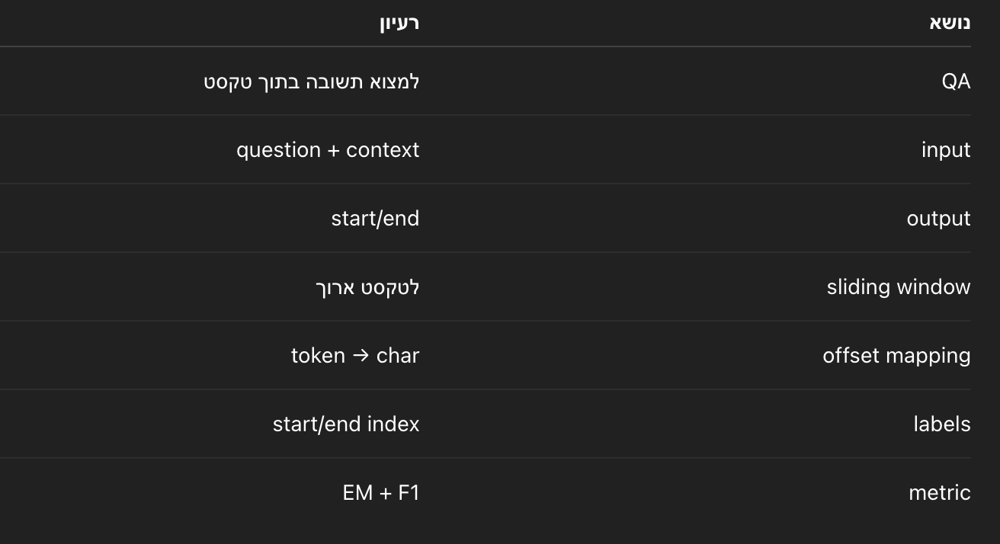 נושא רעיון
QA למצוא תשובה בתוך טקסט
input question + context
output start/end
sliding window לטקסט ארוך
offset mapping token → char
labels start/end index
metric EM + F1